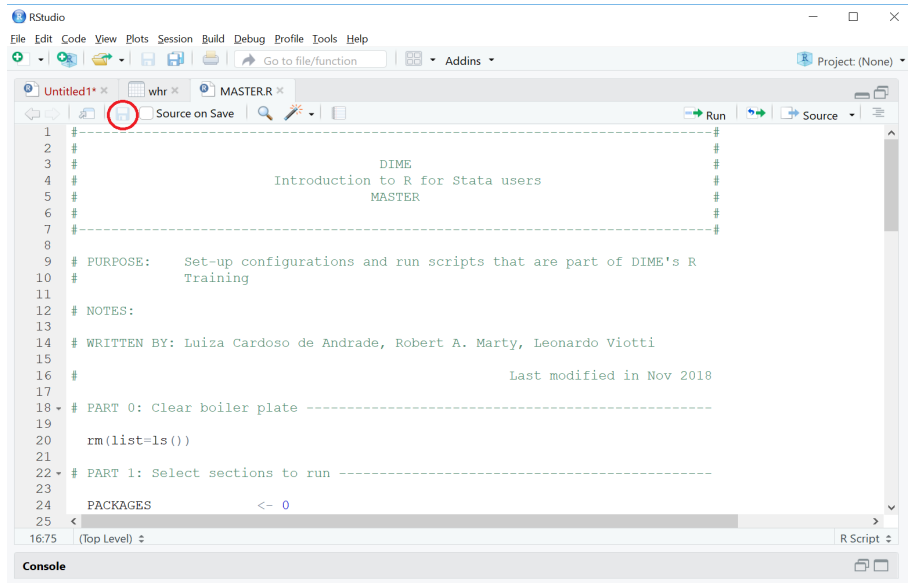 RStudio
File Edit Code View Plots Session Build Debug Profile Tools Help
Go to file/function Addins Project: (None)
Untitled1* whr MASTER.R
Source on Save Run Source
1 #----------------------------------------------------------------------------#
2 # #
3 # DIME #
4 # Introduction to R for Stata users #
5 # MASTER #
6 # #
7 #----------------------------------------------------------------------------#
8
9 # PURPOSE: Set-up configurations and run scripts that are part of DIME's R
10 # Training
11
12 # NOTES:
13
14 # WRITTEN BY: Luiza Cardoso de Andrade, Robert A. Marty, Leonardo Viotti
15
16 # Last modified in Nov 2018
17
18 # PART 0: Clear boiler plate --------------------------------------------------
19
20 rm(list=ls())
21
22 # PART 1: Select sections to run ----------------------------------------------
23
24 PACKAGES <- 0
25
16:75 (Top Level) R Script
Console